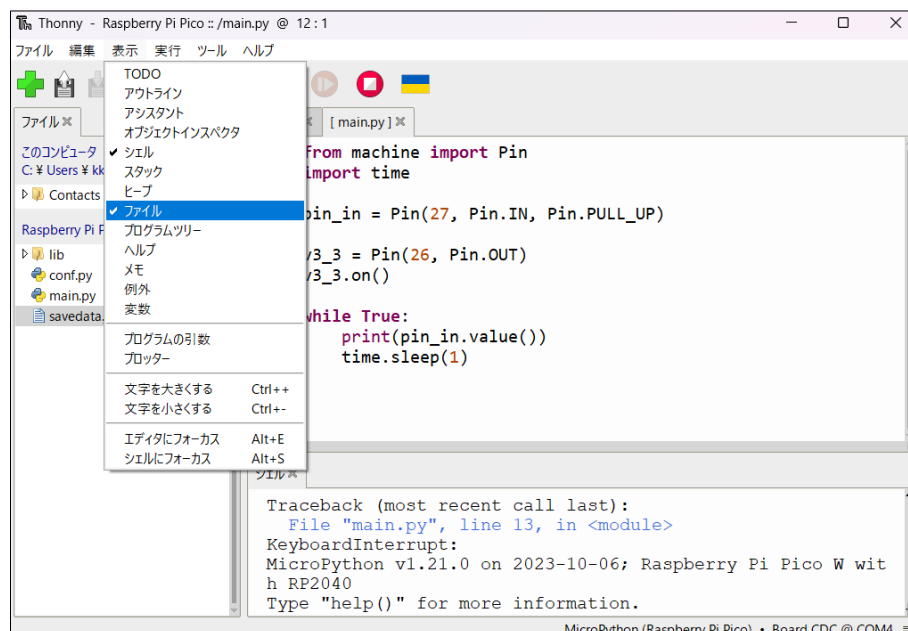 Thonny - Raspberry Pi Pico :: /main.py @ 12 : 1
ファイル 編集 表示 実行 ツール ヘルプ
TODO
アウトライン
アシスタント
オブジェクトインスペクタ
シェル
スタック
ヒープ
ファイル
プログラムツリー
ヘルプ
メモ
例外
変数
プログラムの引数
プロッター
文字を大きくする Ctrl++
文字を小さくする Ctrl+-
エディタにフォーカス Alt+E
シェルにフォーカス Alt+S
ファイル
このコンピュータ
C: ¥ Users ¥ kk
Contacts
Raspberry Pi P
lib
conf.py
main.py
savedata.
[ main.py ]
from machine import Pin
import time
pin_in = Pin(27, Pin.IN, Pin.PULL_UP)
v3_3 = Pin(26, Pin.OUT)
v3_3.on()
while True:
print(pin_in.value())
time.sleep(1)
シェル
Traceback (most recent call last):
File "main.py", line 13, in <module>
KeyboardInterrupt:
MicroPython v1.21.0 on 2023-10-06; Raspberry Pi Pico W wit
h RP2040
Type "help()" for more information.
MicroPython (Raspberry Pi Pico) • Board CDC @ COM4